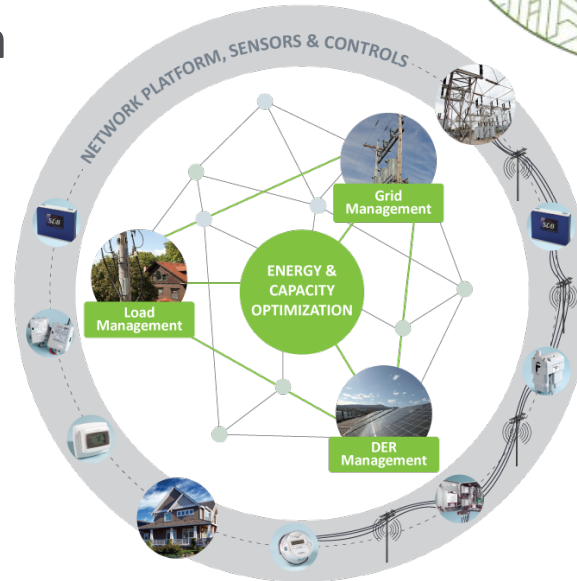 NETWORK PLATFORM, SENSORS & CONTROLS
Grid
Management
ENERGY &
CAPACITY
OPTIMIZATION
Load
Management
DER
Management